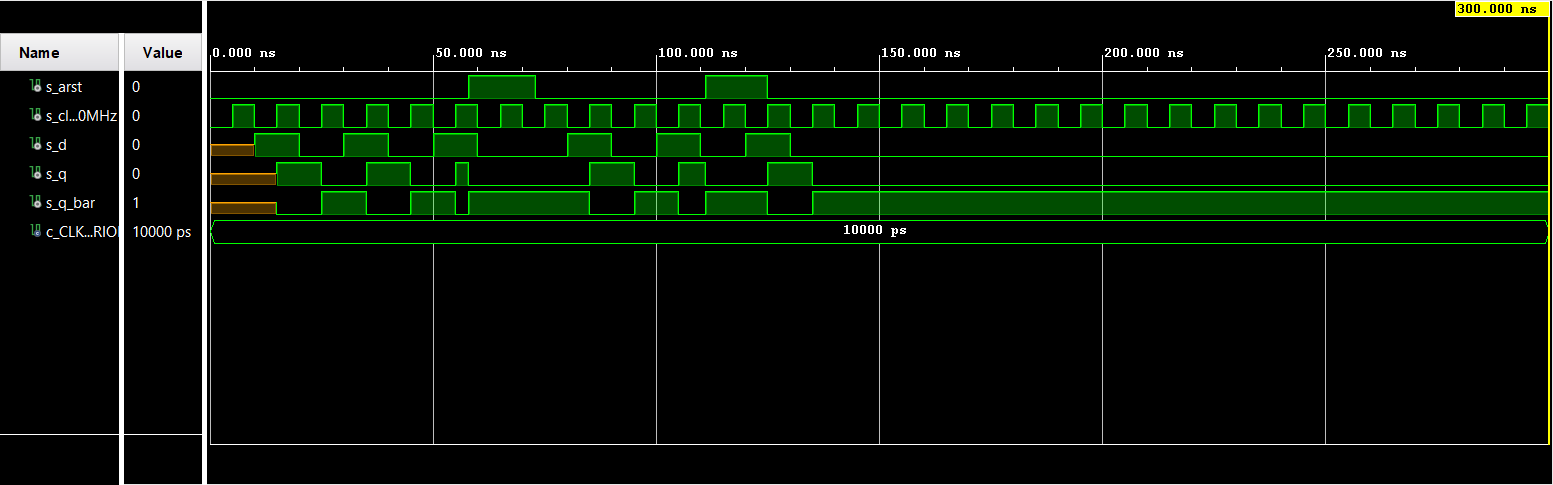 300.000 ns
Name Value
0.000 ns 50.000 ns 100.000 ns 150.000 ns 200.000 ns 250.000 ns
s_arst 0
s_cl...0MHz 0
s_d 0
s_q 0
s_q_bar 1
c_CLK...RIO 10000 ps 10000 ps